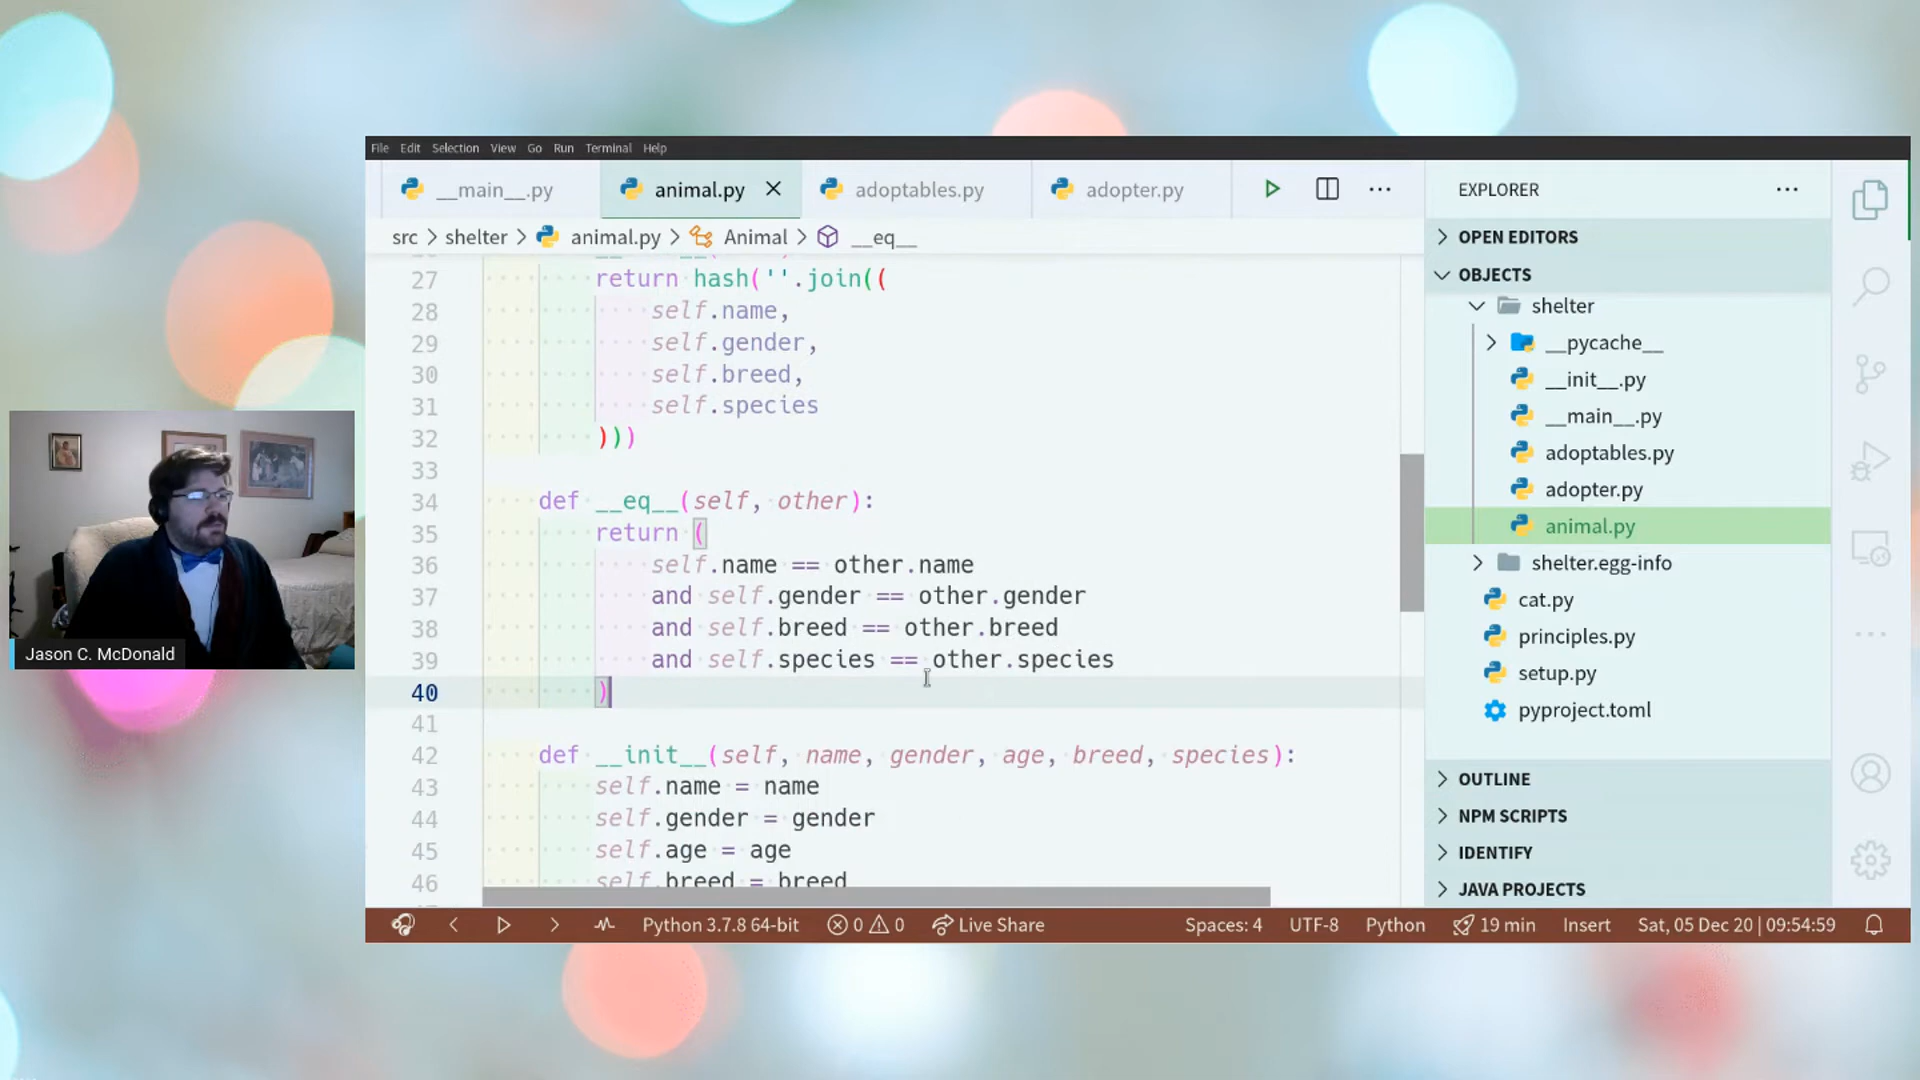 File Edit Selection View Go Run Terminal Help
__main__.py
animal.py
adoptables.py
adopter.py
src > shelter > animal.py > Animal > __eq__
27 return hash(''.join((
28 self.name,
29 self.gender,
30 self.breed,
31 self.species
32 )))
33
34 def __eq__(self, other):
35 return (
36 self.name == other.name
37 and self.gender == other.gender
38 and self.breed == other.breed
39 and self.species == other.species
40 )
41
42 def __init__(self, name, gender, age, breed, species):
43 self.name = name
44 self.gender = gender
45 self.age = age
46 self.breed = breed
EXPLORER
OPEN EDITORS
OBJECTS
shelter
__pycache__
__init__.py
__main__.py
adoptables.py
adopter.py
animal.py
shelter.egg-info
cat.py
principles.py
setup.py
pyproject.toml
OUTLINE
NPM SCRIPTS
IDENTIFY
JAVA PROJECTS
Python 3.7.8 64-bit 0 0 Live Share Spaces: 4 UTF-8 Python 19 min Insert Sat, 05 Dec 20 | 09:54:59
Jason C. McDonald